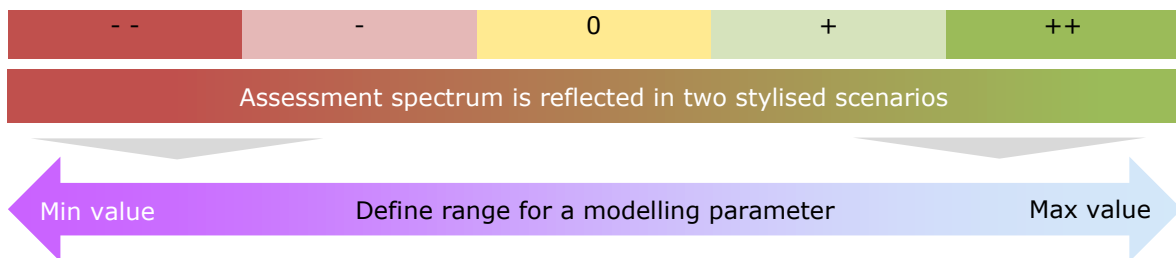 - - - 0 + ++
Assessment spectrum is reflected in two stylised scenarios
Min value Define range for a modelling parameter Max value